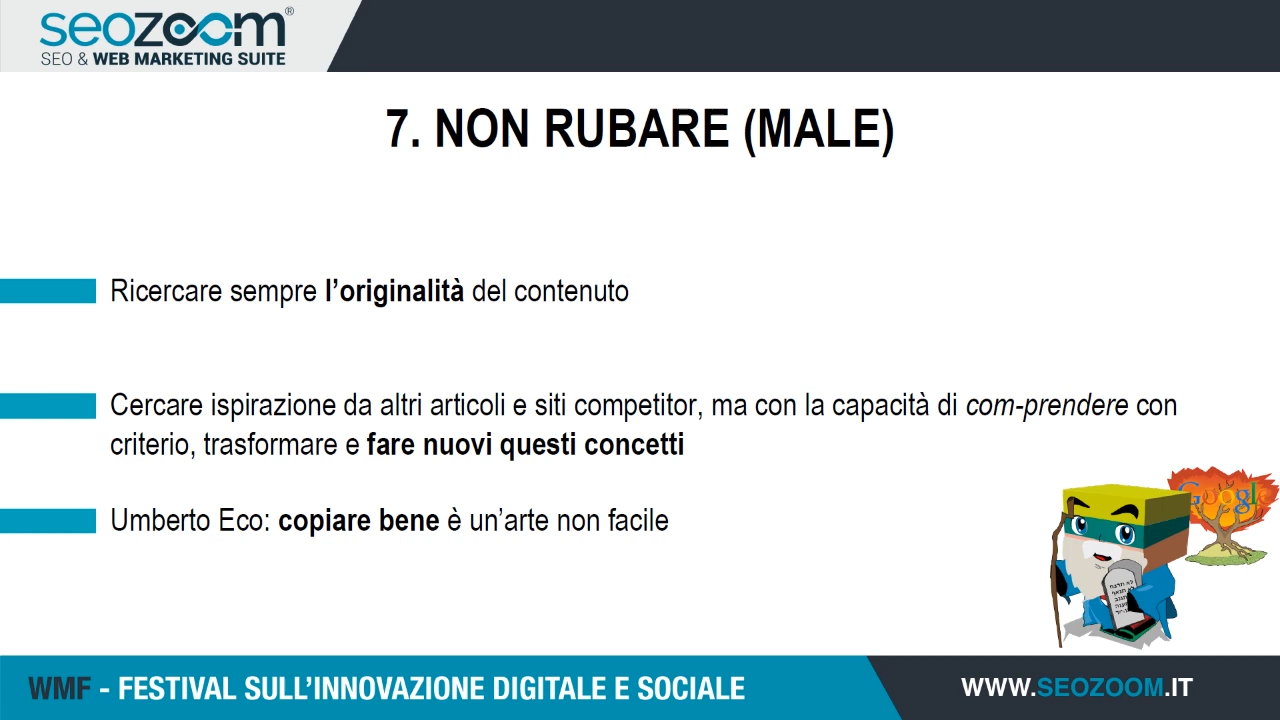 seozoom®
SEO & WEB MARKETING SUITE
7. NON RUBARE (MALE)
Ricercare sempre l’originalità del contenuto
Cercare ispirazione da altri articoli e siti competitor, ma con la capacità di com-prendere con
criterio, trasformare e fare nuovi questi concetti
Umberto Eco: copiare bene è un’arte non facile
Google
WMF - FESTIVAL SULL’INNOVAZIONE DIGITALE E SOCIALE
WWW.SEOZOOM.IT